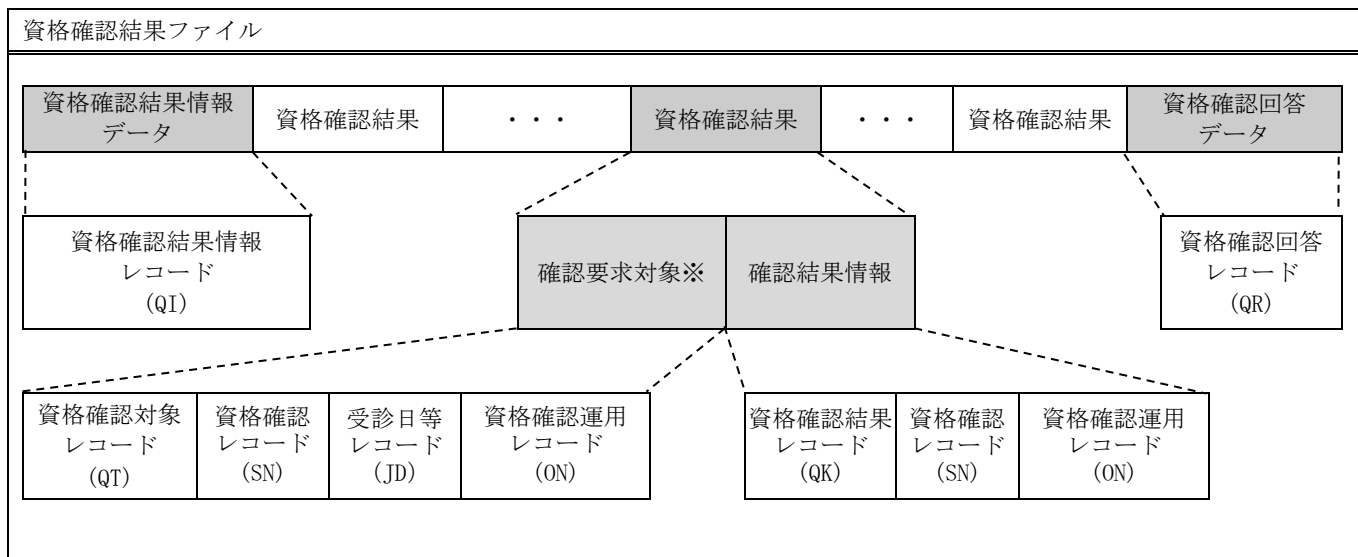 資格確認結果ファイル
資格確認結果情報
データ
資格確認結果
・・・
資格確認結果
・・・
資格確認結果
資格確認回答
データ
資格確認結果情報
レコード
(QI)
確認要求対象※
確認結果情報
資格確認回答
レコード
(QR)
資格確認対象
レコード
(QT)
資格確認
レコード
(SN)
受診日等
レコード
(JD)
資格確認運用
レコード
(ON)
資格確認結果
レコード
(QK)
資格確認
レコード
(SN)
資格確認運用
レコード
(ON)